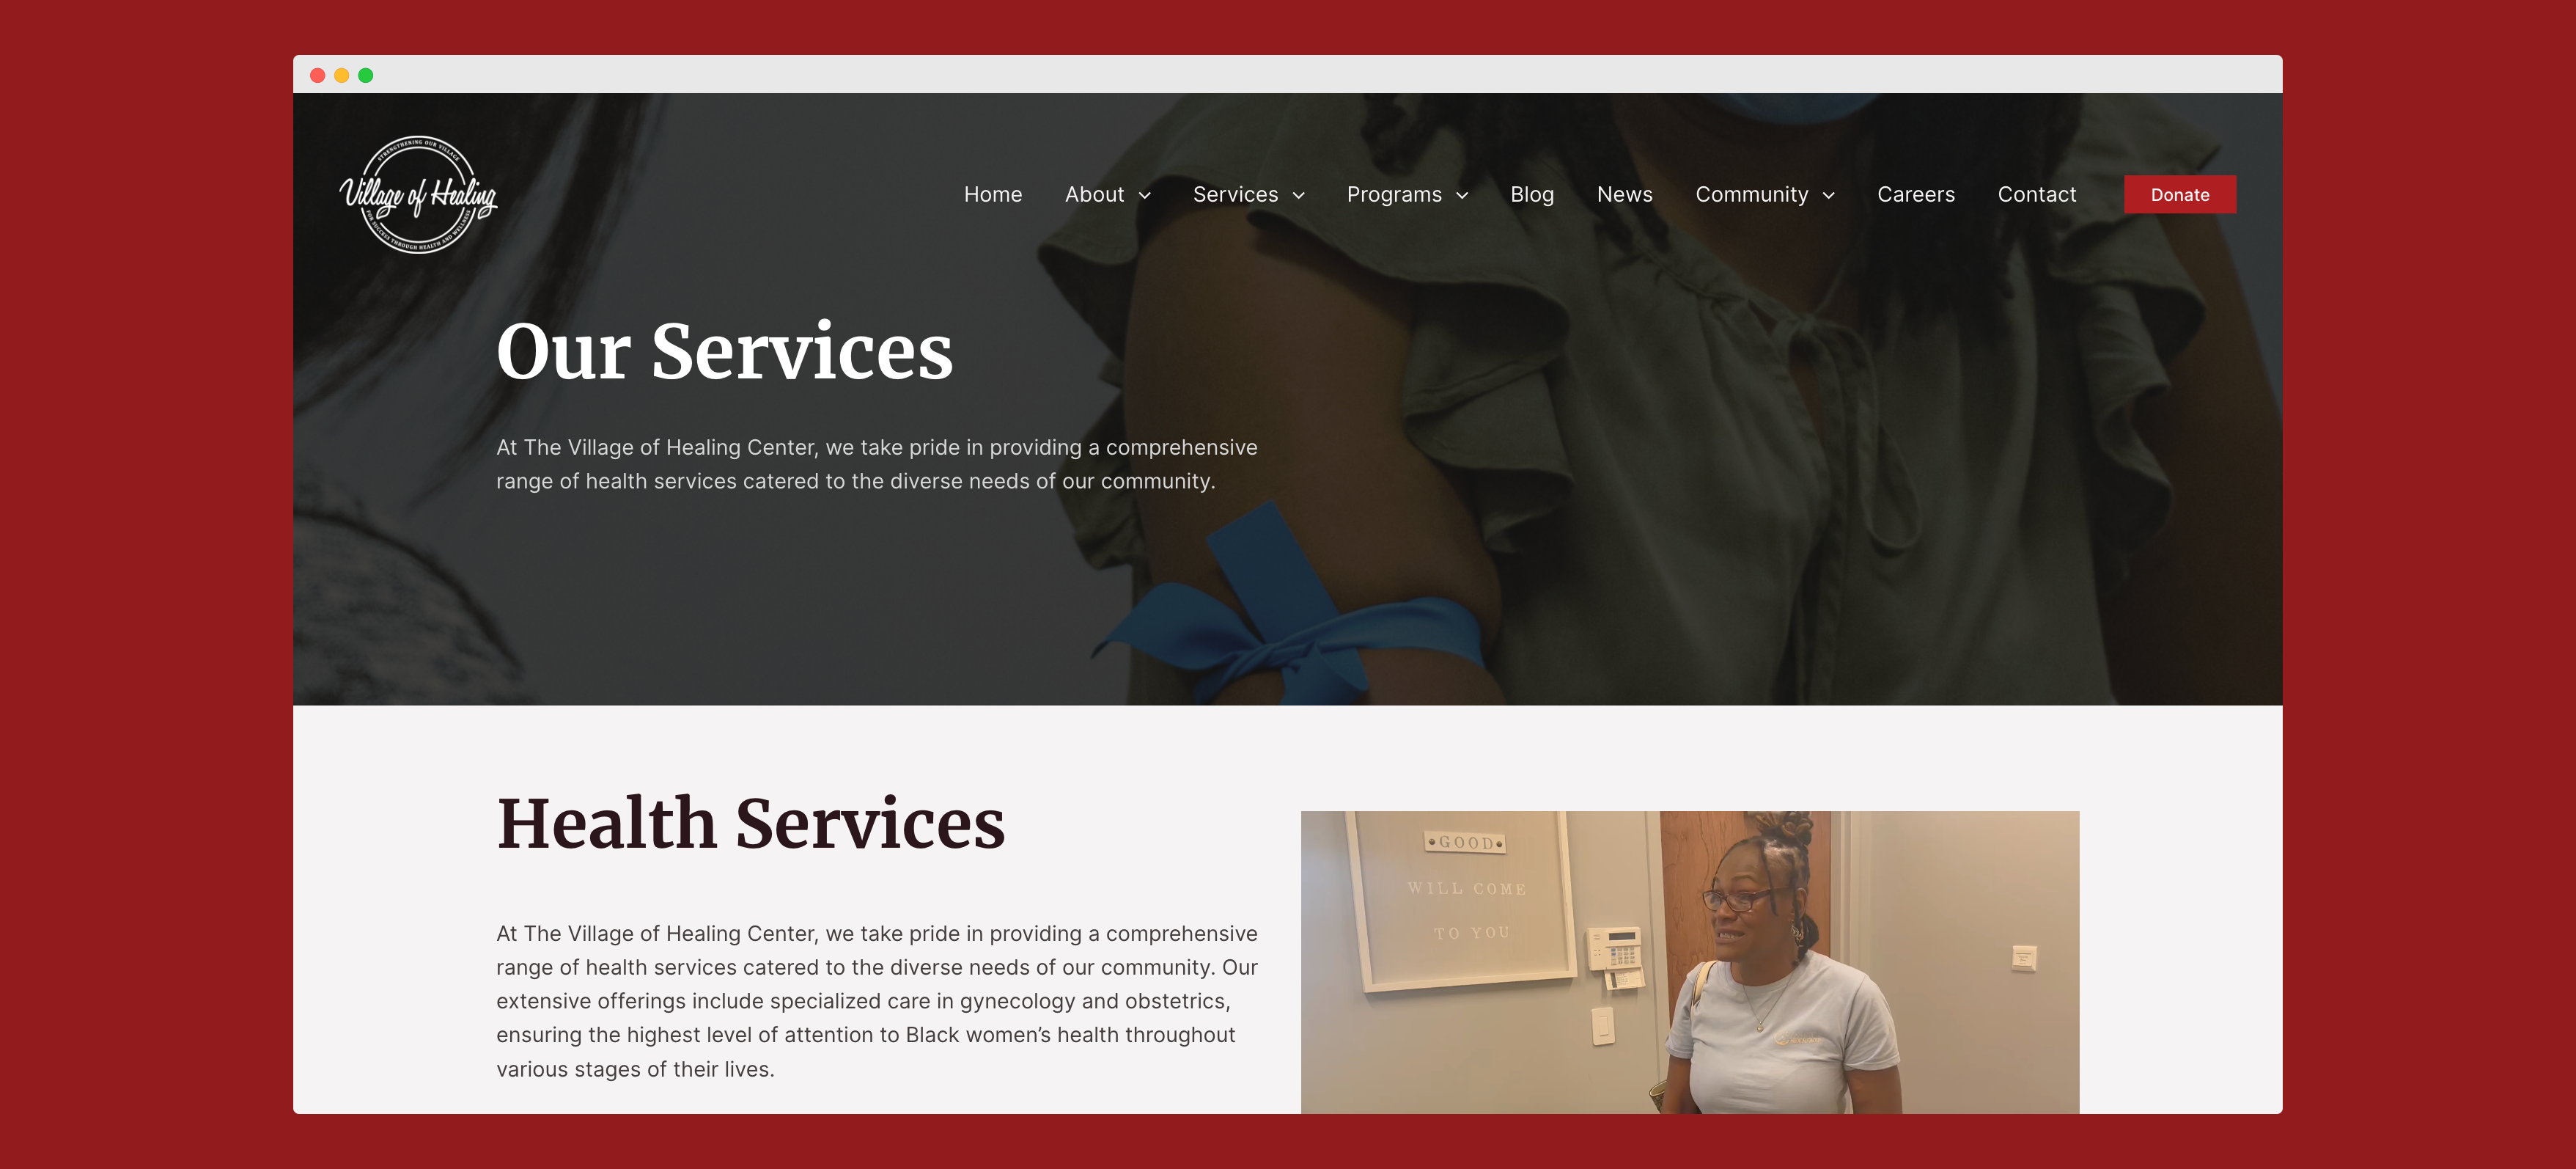 STRENGTHENING OUR VILLAGE
Village of Healing
FOR SUCCESS THROUGH HEALTH AND WELLNESS
Home About Services Programs Blog News Community Careers Contact Donate
Our Services
At The Village of Healing Center, we take pride in providing a comprehensive
range of health services catered to the diverse needs of our community.
Health Services
At The Village of Healing Center, we take pride in providing a comprehensive
range of health services catered to the diverse needs of our community. Our
extensive offerings include specialized care in gynecology and obstetrics,
ensuring the highest level of attention to Black women’s health throughout
various stages of their lives.
GOOD
WILL COME
TO YOU